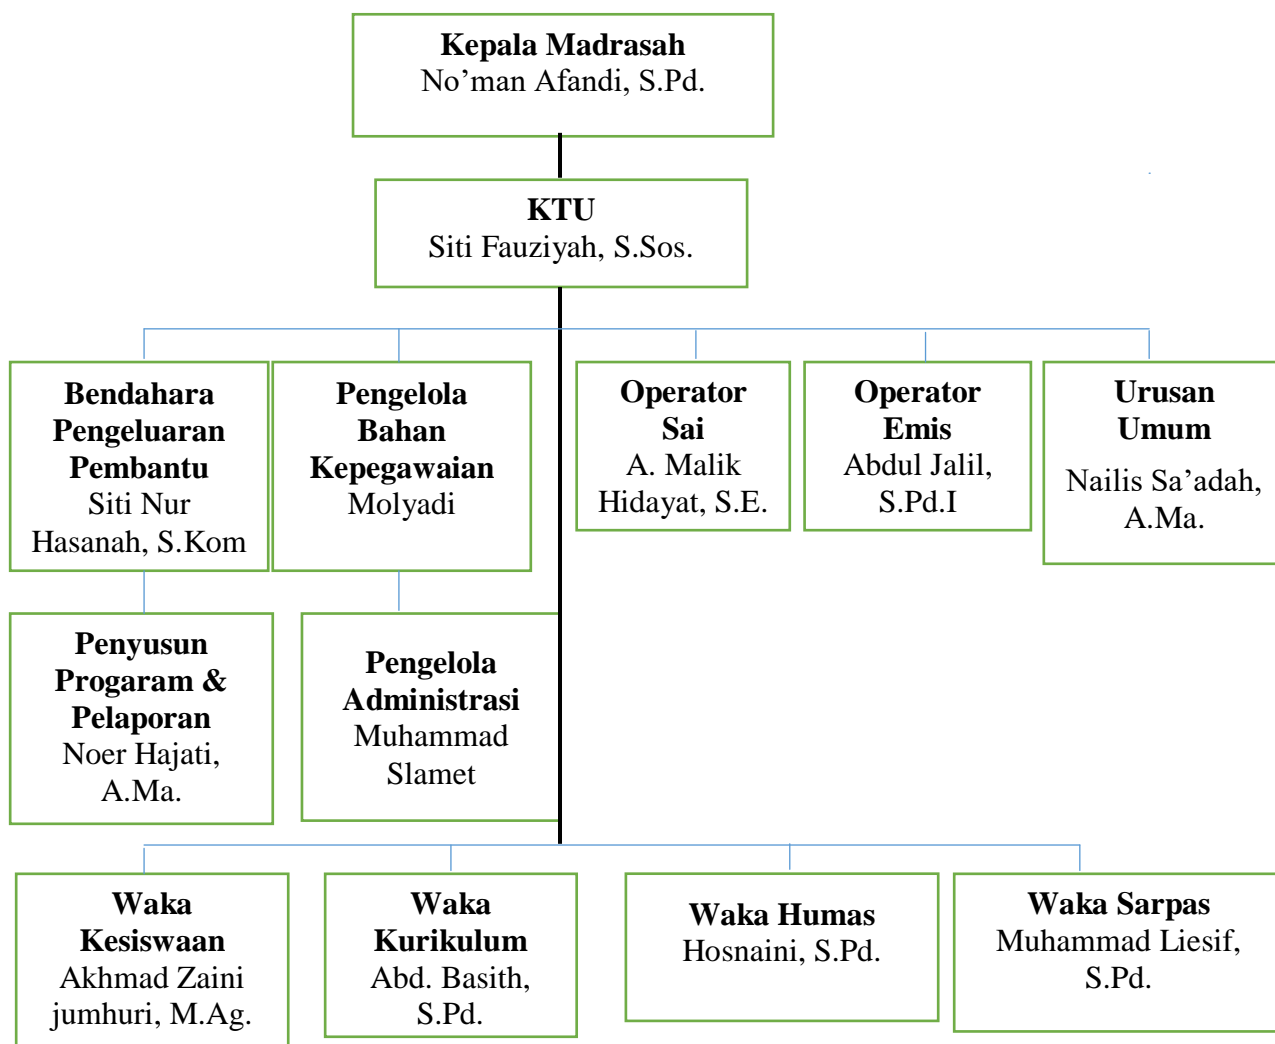 Kepala Madrasah
No’man Afandi, S.Pd.
KTU
Siti Fauziyah, S.Sos.
Bendahara
Pengeluaran
Pembantu
Siti Nur
Hasanah, S.Kom
Pengelola
Bahan
Kepegawaian
Molyadi
Operator
Sai
A. Malik
Hidayat, S.E.
Operator
Emis
Abdul Jalil,
S.Pd.I
Urusan
Umum
Nailis Sa’adah,
A.Ma.
Penyusun
Progaram &
Pelaporan
Noer Hajati,
A.Ma.
Pengelola
Administrasi
Muhammad
Slamet
Waka
Kesiswaan
Akhmad Zaini
jumhuri, M.Ag.
Waka
Kurikulum
Abd. Basith,
S.Pd.
Waka Humas
Hosnaini, S.Pd.
Waka Sarpas
Muhammad Liesif,
S.Pd.